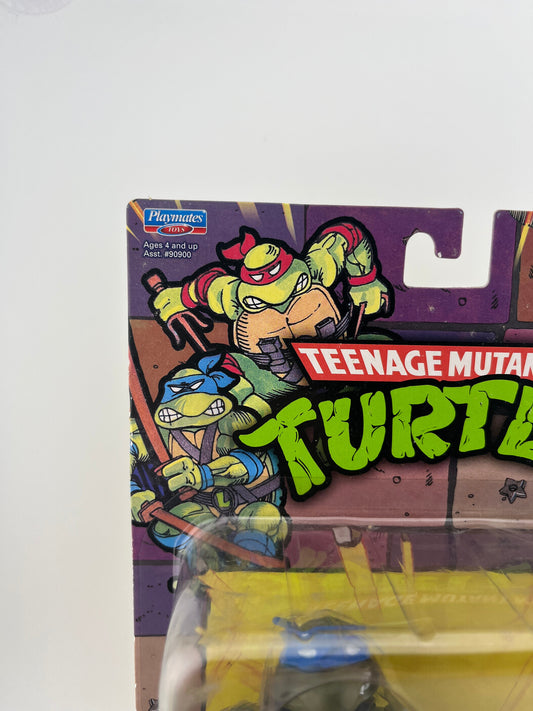 Playmates
TOYS
Ages 4 and up
Asst. #90900
TEENAGE MUTAN
TURTL